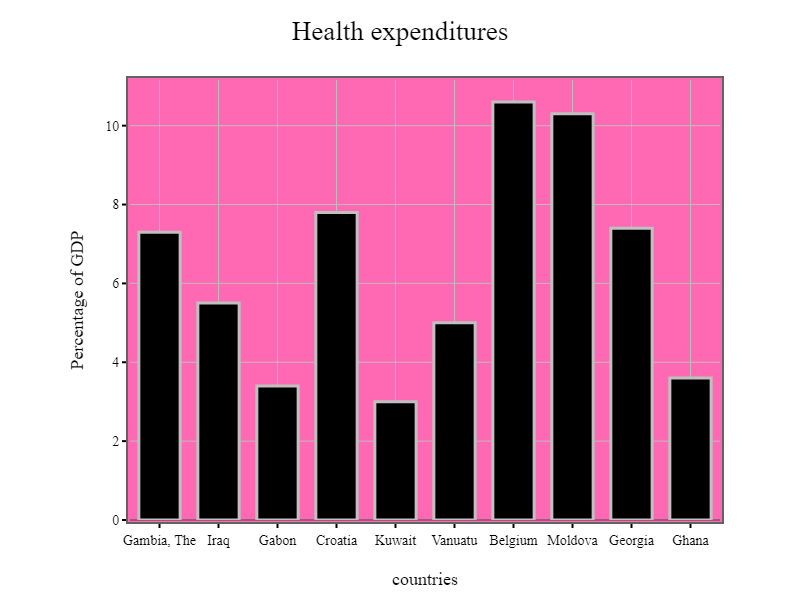 Health expenditures
Percentage of GDP
10
8
6
4
2
0
Gambia, The Iraq Gabon Croatia Kuwait Vanuatu Belgium Moldova Georgia Ghana
countries